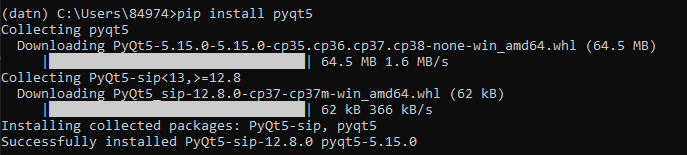 (datn) C:\Users\84974>pip install pyqt5
Collecting pyqt5
  Downloading PyQt5-5.15.0-5.15.0-cp35.cp36.cp37.cp38-none-win_amd64.whl (64.5 MB)
     |████████████████████████████████| 64.5 MB 1.6 MB/s
Collecting PyQt5-sip<13,>=12.8
  Downloading PyQt5_sip-12.8.0-cp37-cp37m-win_amd64.whl (62 kB)
     |████████████████████████████████| 62 kB 366 kB/s
Installing collected packages: PyQt5-sip, pyqt5
Successfully installed PyQt5-sip-12.8.0 pyqt5-5.15.0